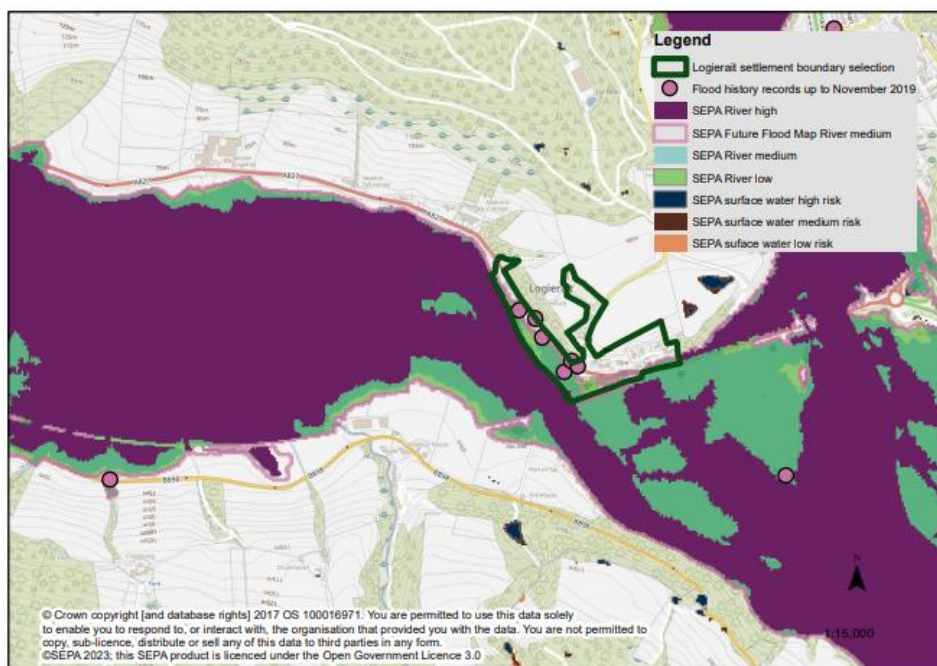 Legend
Logierait settlement boundary selection
Flood history records up to November 2019
SEPA River high
SEPA Future Flood Map River medium
SEPA River medium
SEPA River low
SEPA surface water high risk
SEPA surface water medium risk
SEPA suface water low risk
A827
A827
Logierait
B898
B898
N
1:15,000
© Crown copyright [and database rights] 2017 OS 100016971. You are permitted to use this data solely
to enable you to respond to, or interact with, the organisation that provided you with the data. You are not permitted to
copy, sub-licence, distribute or sell any of this data to third parties in any form.
©SEPA 2023; this SEPA product is licenced under the Open Government Licence 3.0